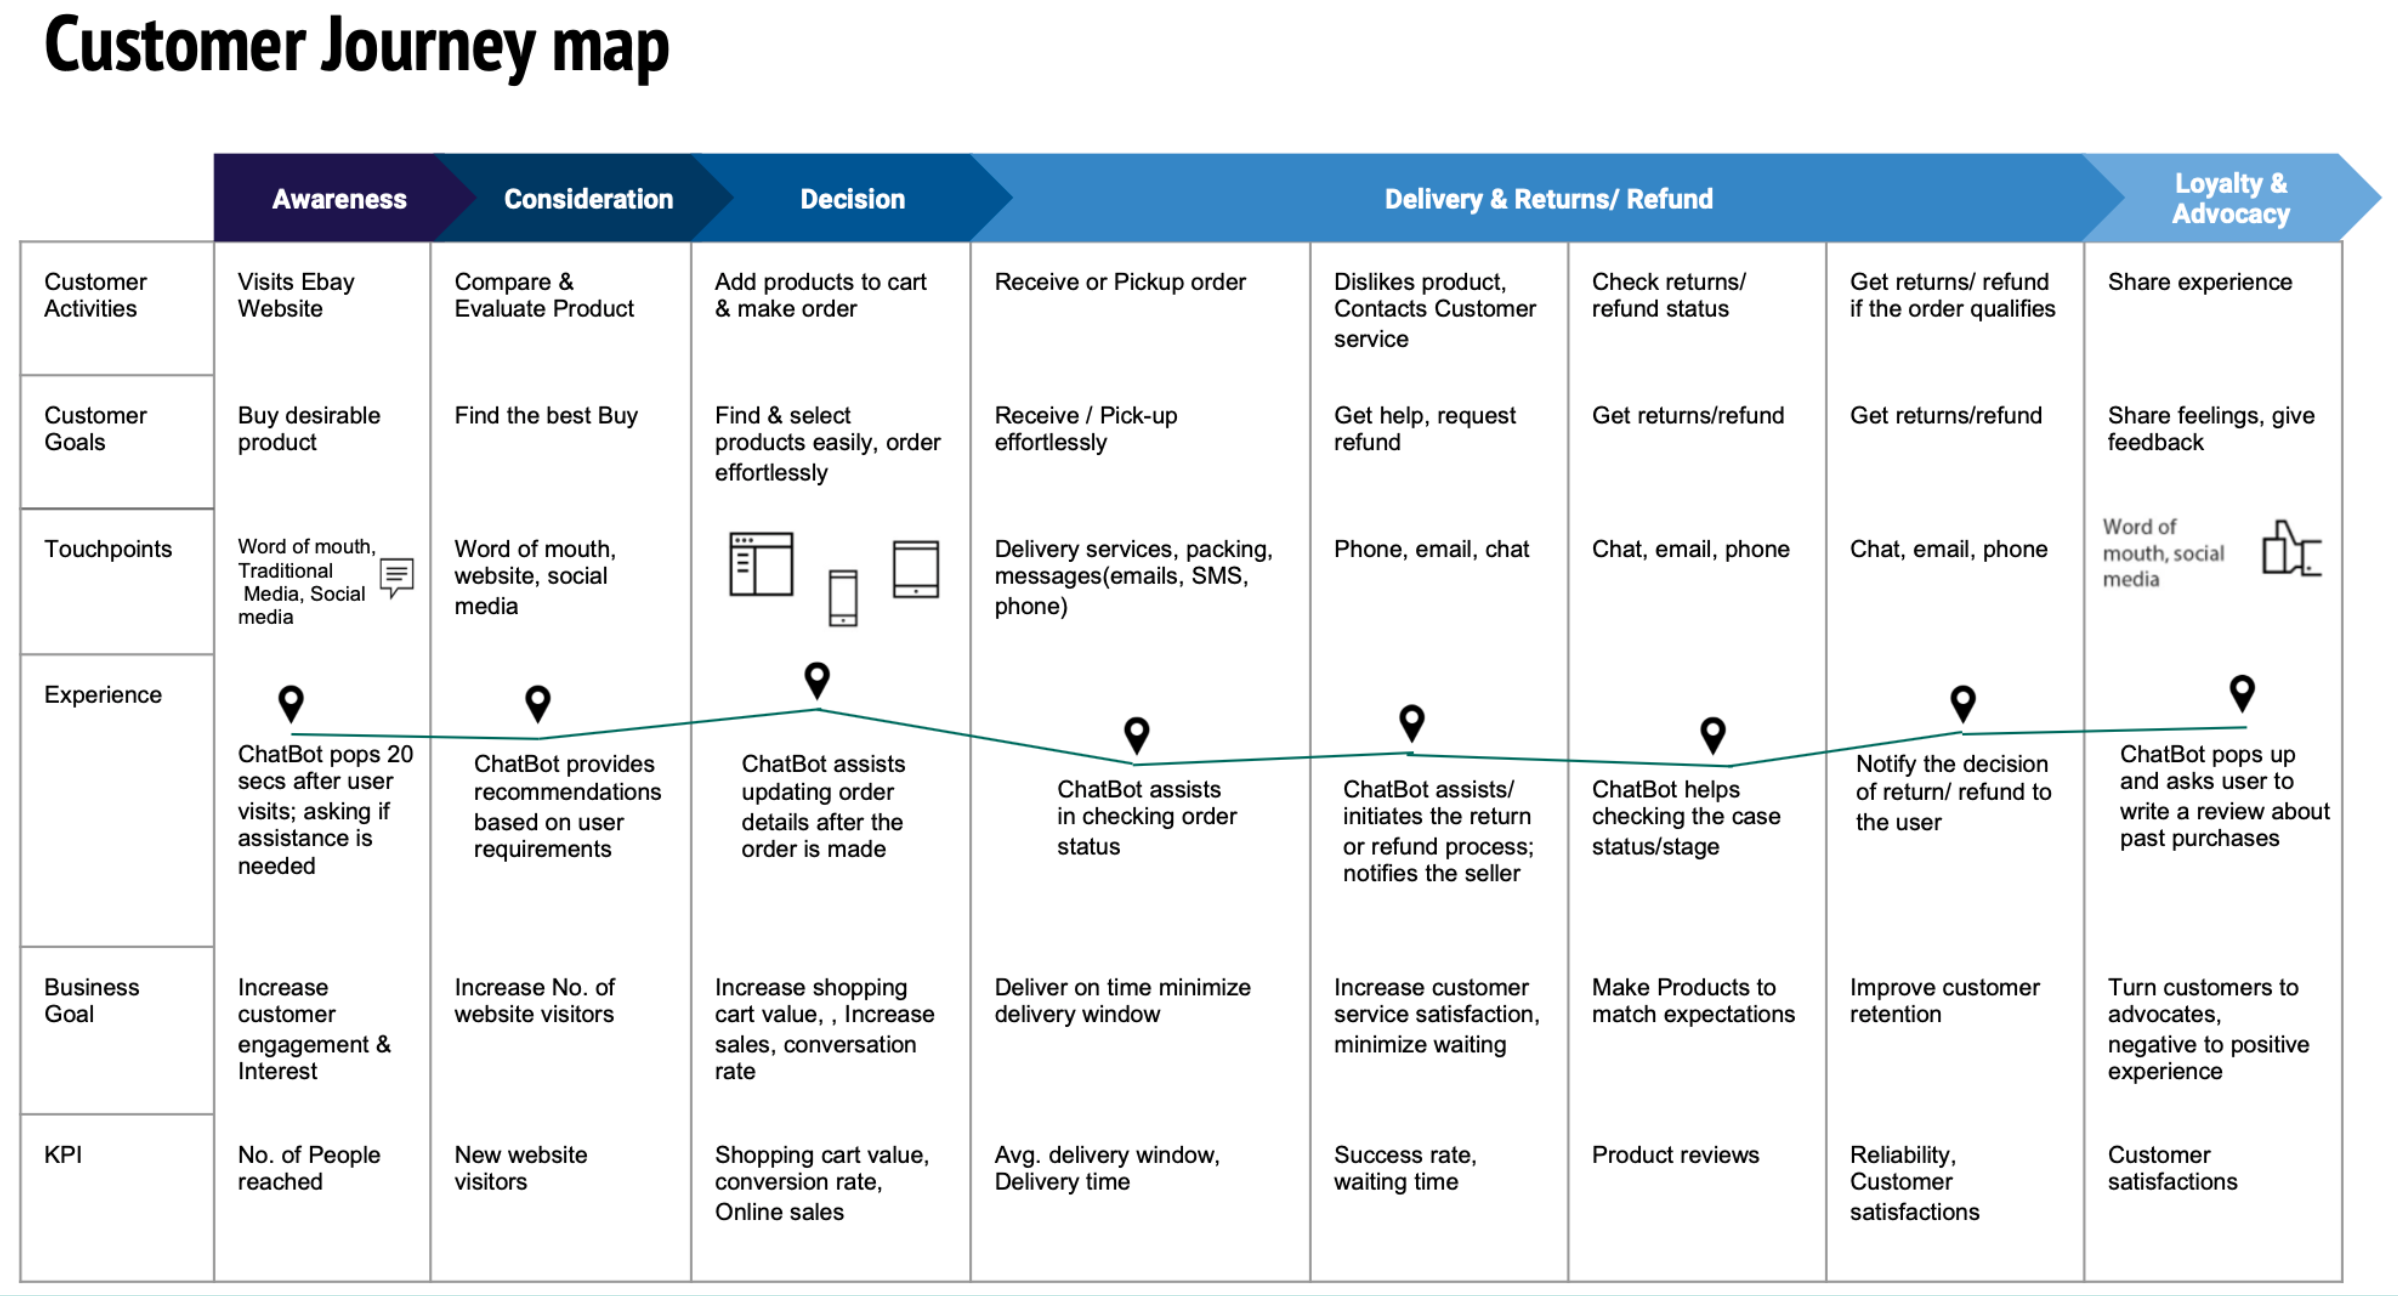 Customer Journey map
Awareness
Consideration
Decision
Delivery & Returns/ Refund
Loyalty &
Advocacy
Customer
Activities
Visits Ebay
Website
Compare &
Evaluate Product
Add products to cart
& make order
Receive or Pickup order
Dislikes product,
Contacts Customer
service
Check returns/
refund status
Get returns/ refund
if the order qualifies
Share experience
Customer
Goals
Buy desirable
product
Find the best Buy
Find & select
products easily, order
effortlessly
Receive / Pick-up
effortlessly
Get help, request
refund
Get returns/refund
Get returns/refund
Share feelings, give
feedback
Touchpoints
Word of mouth,
Traditional
Media, Social
media
Word of mouth,
website, social
media
Delivery services, packing,
messages(emails, SMS,
phone)
Phone, email, chat
Chat, email, phone
Chat, email, phone
Word of
mouth, social
media
Experience
ChatBot pops 20
secs after user
visits; asking if
assistance is
needed
ChatBot provides
recommendations
based on user
requirements
ChatBot assists
updating order
details after the
order is made
ChatBot assists
in checking order
status
ChatBot assists/
initiates the return
or refund process;
notifies the seller
ChatBot helps
checking the case
status/stage
Notify the decision
of return/ refund to
the user
ChatBot pops up
and asks user to
write a review about
past purchases
Business
Goal
Increase
customer
engagement &
Interest
Increase No. of
website visitors
Increase shopping
cart value, , Increase
sales, conversation
rate
Deliver on time minimize
delivery window
Increase customer
service satisfaction,
minimize waiting
Make Products to
match expectations
Improve customer
retention
Turn customers to
advocates,
negative to positive
experience
KPI
No. of People
reached
New website
visitors
Shopping cart value,
conversion rate,
Online sales
Avg. delivery window,
Delivery time
Success rate,
waiting time
Product reviews
Reliability,
Customer
satisfactions
Customer
satisfactions